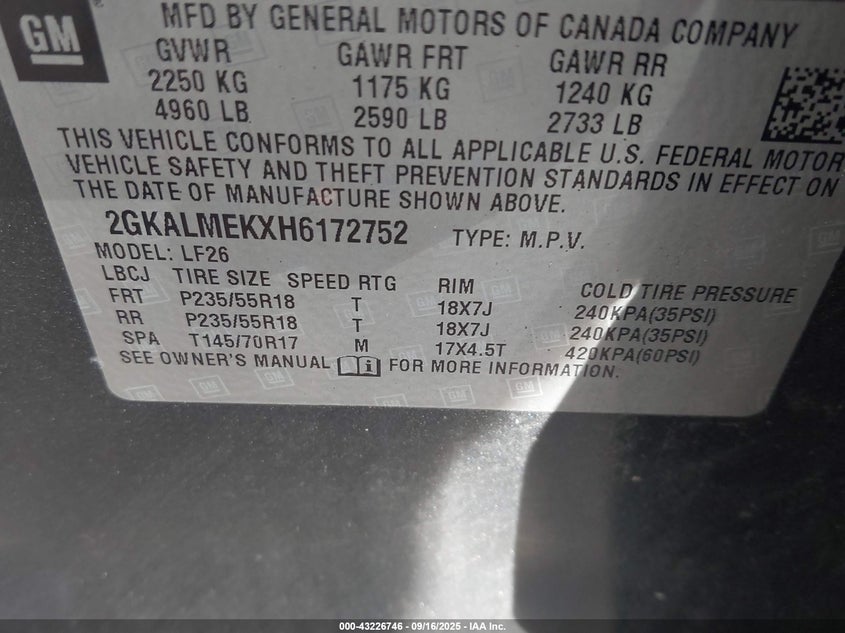 GM
MFD BY GENERAL MOTORS OF CANADA COMPANY
GVWR GAWR FRT GAWR RR
2250 KG 1175 KG 1240 KG
4960 LB 2590 LB 2733 LB
THIS VEHICLE CONFORMS TO ALL APPLICABLE U.S. FEDERAL MOTOR
VEHICLE SAFETY AND THEFT PREVENTION STANDARDS IN EFFECT ON
THE DATE OF MANUFACTURE SHOWN ABOVE.
2GKALMEKXH6172752 TYPE: M.P.V.
MODEL: LF26
LBCJ TIRE SIZE SPEED RTG RIM COLD TIRE PRESSURE
FRT P235/55R18 T 18X7J 240KPA(35PSI)
RR P235/55R18 T 18X7J 240KPA(35PSI)
SPA T145/70R17 M 17X4.5T 420KPA(60PSI)
SEE OWNER'S MANUAL i FOR MORE INFORMATION.
000-43226746 - 09/16/2025 - IAA Inc.